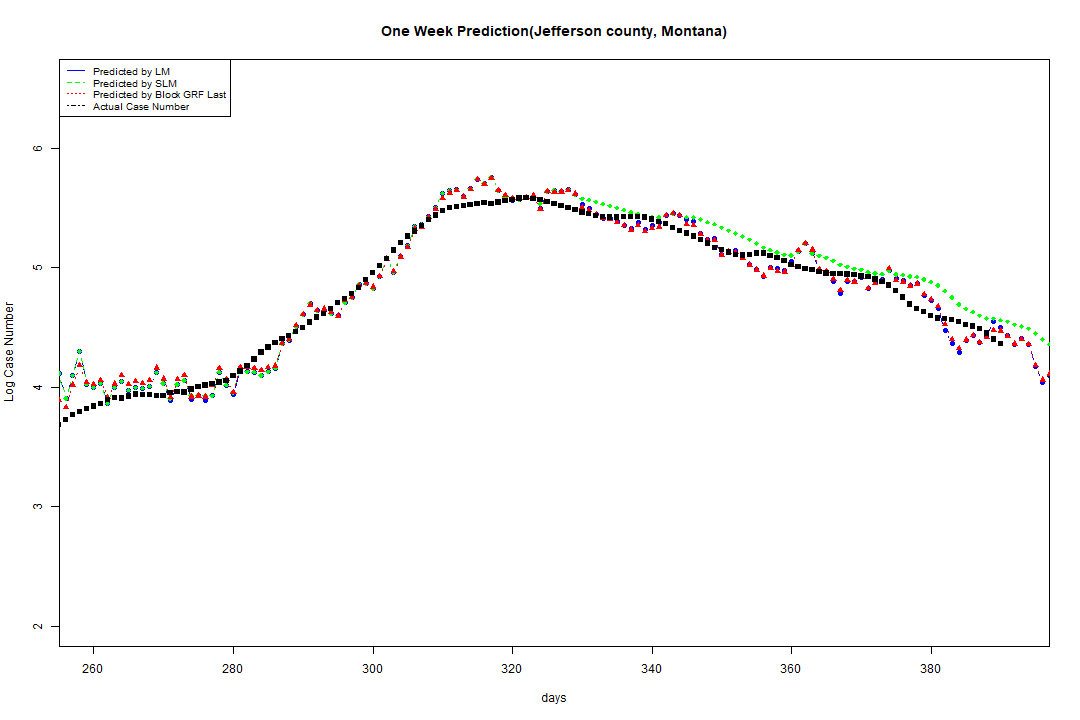 One Week Prediction(Jefferson county, Montana)
Predicted by LM
Predicted by SLM
Predicted by Block GRF Last
Actual Case Number
6
5
4
3
2
Log Case Number
260 280 300 320 340 360 380
days